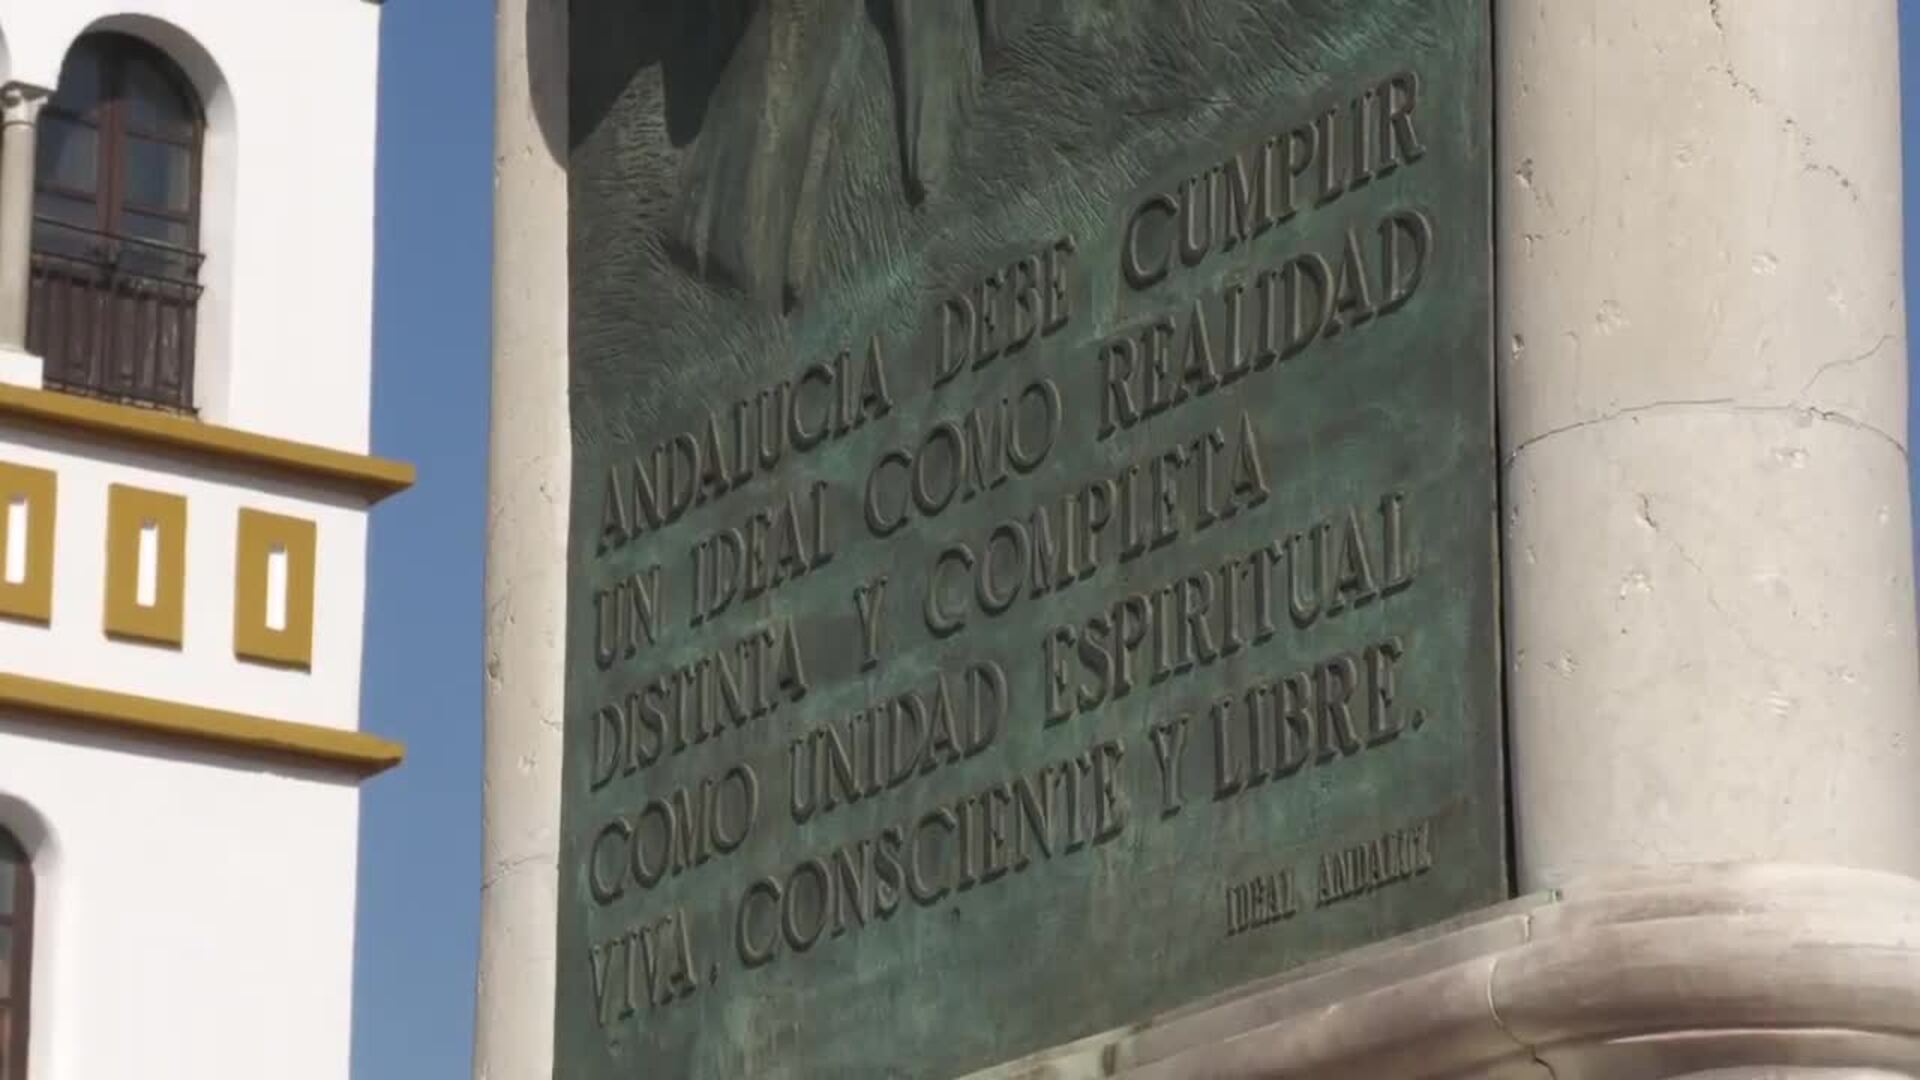 ANDALUCIA DEBE CUMPLIR
UN IDEAL COMO REALIDAD
DISTINTA Y COMPLETA
COMO UNIDAD ESPIRITUAL
VIVA, CONSCIENTE Y LIBRE.
IDEAL ANDALUZ